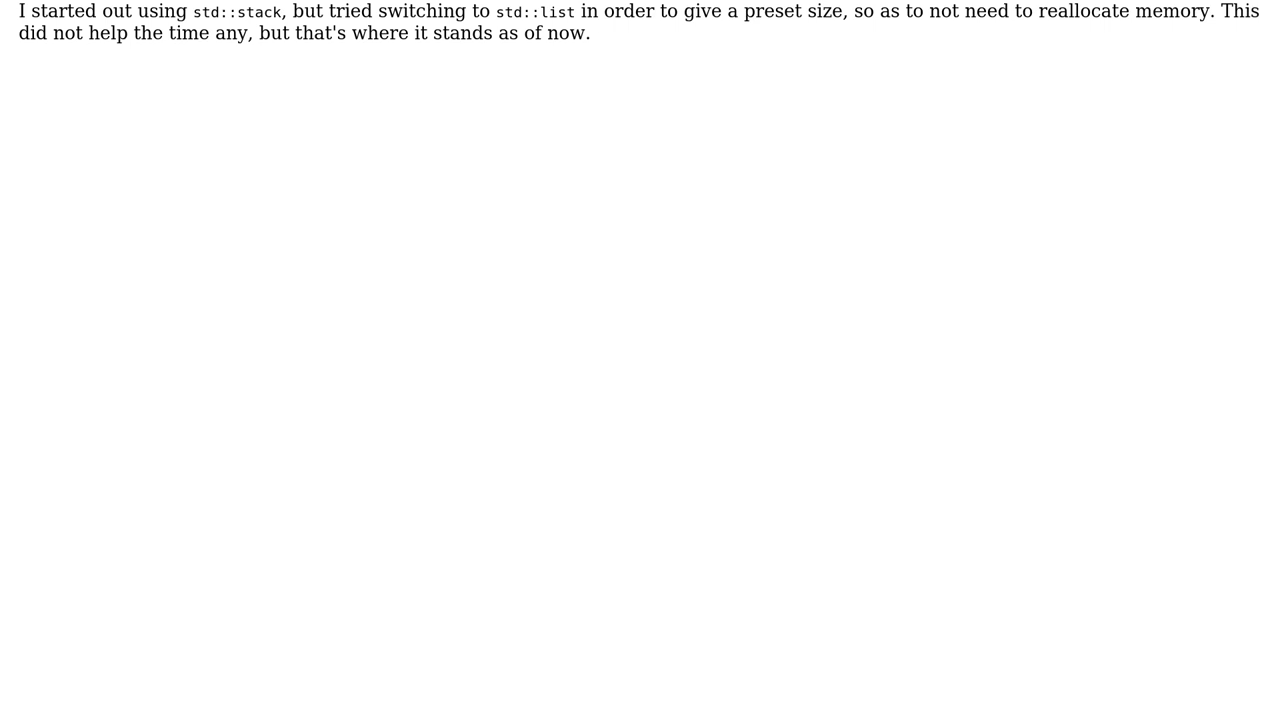 I started out using std::stack, but tried switching to std::list in order to give a preset size, so as to not need to reallocate memory. This
did not help the time any, but that's where it stands as of now.